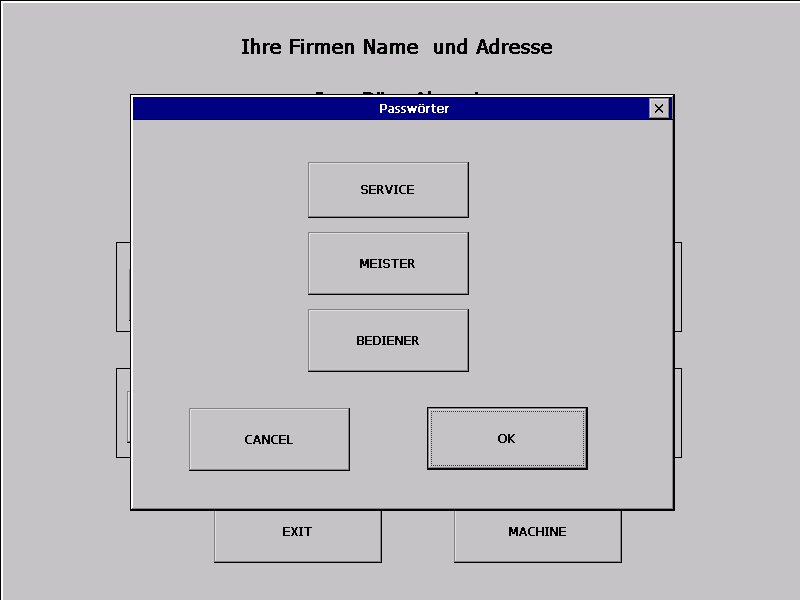 Ihre Firmen Name und Adresse
Passwörter
SERVICE
MEISTER
BEDIENER
CANCEL
OK
EXIT
MACHINE